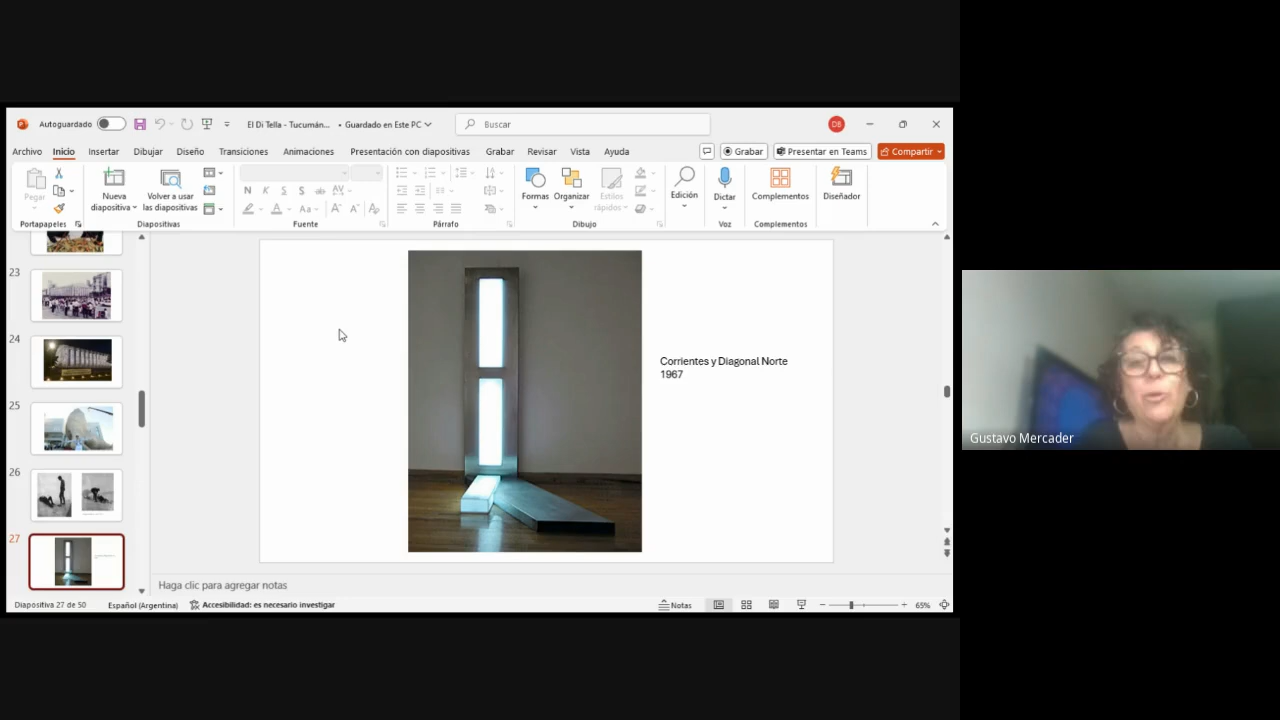 Autoguardado
El Di Tella - Tucumán... • Guardado en Este PC
Buscar
DB
Archivo Inicio Insertar Dibujar Diseño Transiciones Animaciones Presentación con diapositivas Grabar Revisar Vista Ayuda
Grabar
Presentar en Teams
Compartir
Pegar
Nueva diapositiva
Volver a usar las diapositivas
N K S S ab AV
A Aa A A A
Formas
Organizar
Estilos rápidos
Edición
Dictar
Complementos
Diseñador
Portapapeles
Diapositivas
Fuente
Párrafo
Dibujo
Voz
Complementos
23
24
25
26
27
Corrientes y Diagonal Norte
1967
Haga clic para agregar notas
Diapositiva 27 de 50
Español (Argentina)
Accesibilidad: es necesario investigar
Notas
65%
Gustavo Mercader